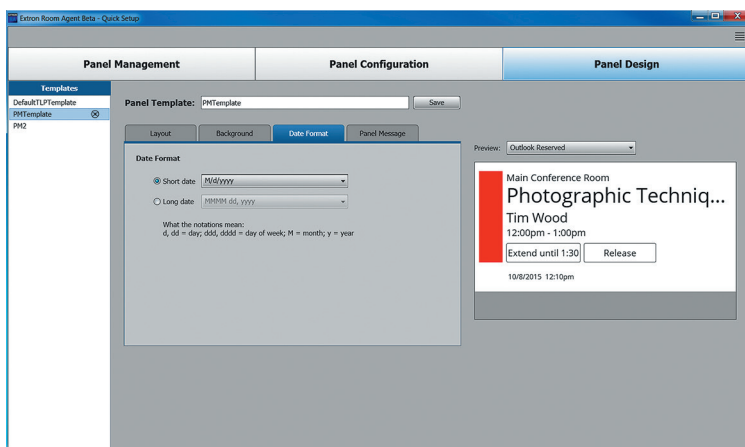 Extron Room Agent Beta - Quick Setup
Panel Management
Panel Configuration
Panel Design
Templates
DefaultTLPTemplate
PMTemplate
PM2
Panel Template: PMTemplate Save
Layout Background Date Format Panel Message
Date Format
Short date M/d/yyyy
Long date MMMM dd, yyyy
What the notations mean:
d, dd = day; ddd, dddd = day of week; M = month; y = year
Preview: Outlook Reserved
Main Conference Room
Photographic Techniq...
Tim Wood
12:00pm - 1:00pm
Extend until 1:30 Release
10/8/2015 12:10pm